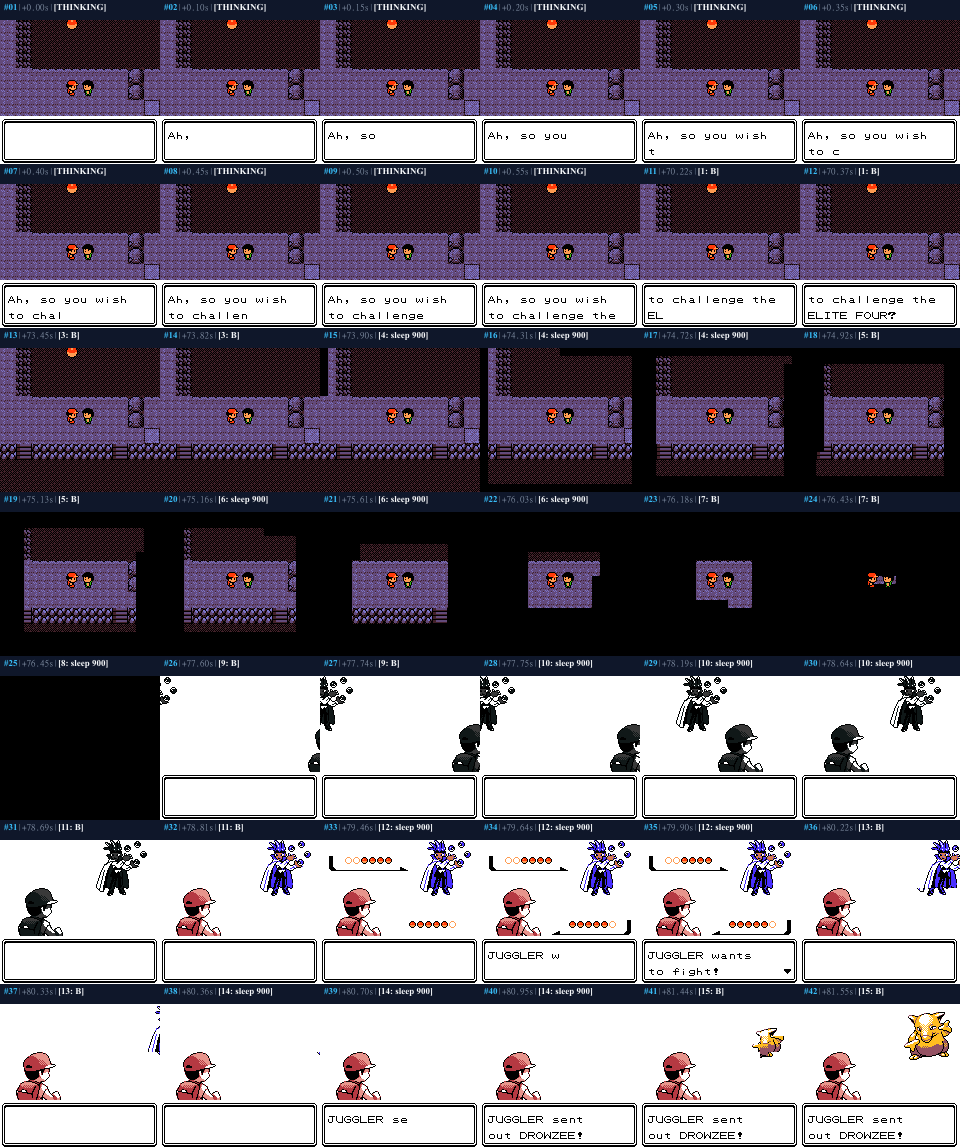 #01|+0.00s|[THINKING]
#02|+0.10s|[THINKING]
#03|+0.15s|[THINKING]
#04|+0.20s|[THINKING]
#05|+0.30s|[THINKING]
#06|+0.35s|[THINKING]
Ah,
Ah, so
Ah, so you
Ah, so you wish
t
Ah, so you wish
to c
#07|+0.40s|[THINKING]
#08|+0.45s|[THINKING]
#09|+0.50s|[THINKING]
#10|+0.55s|[THINKING]
#11|+70.22s|[1: B]
#12|+70.37s|[1: B]
Ah, so you wish
to chal
Ah, so you wish
to challen
Ah, so you wish
to challenge
Ah, so you wish
to challenge the
to challenge the
EL
to challenge the
ELITE FOUR?
#13|+73.45s|[3: B]
#14|+73.82s|[3: B]
#15|+73.90s|[4: sleep 900]
#16|+74.31s|[4: sleep 900]
#17|+74.72s|[4: sleep 900]
#18|+74.92s|[5: B]
#19|+75.13s|[5: B]
#20|+75.16s|[6: sleep 900]
#21|+75.61s|[6: sleep 900]
#22|+76.03s|[6: sleep 900]
#23|+76.18s|[7: B]
#24|+76.43s|[7: B]
#25|+76.45s|[8: sleep 900]
#26|+77.60s|[9: B]
#27|+77.74s|[9: B]
#28|+77.75s|[10: sleep 900]
#29|+78.19s|[10: sleep 900]
#30|+78.64s|[10: sleep 900]
#31|+78.69s|[11: B]
#32|+78.81s|[11: B]
#33|+79.46s|[12: sleep 900]
#34|+79.64s|[12: sleep 900]
#35|+79.90s|[12: sleep 900]
#36|+80.22s|[13: B]
JUGGLER w
JUGGLER wants
to fight!
#37|+80.33s|[13: B]
#38|+80.36s|[14: sleep 900]
#39|+80.70s|[14: sleep 900]
#40|+80.95s|[14: sleep 900]
#41|+81.44s|[15: B]
#42|+81.55s|[15: B]
JUGGLER se
JUGGLER sent
out DROWZEE!
JUGGLER sent
out DROWZEE!
JUGGLER sent
out DROWZEE!